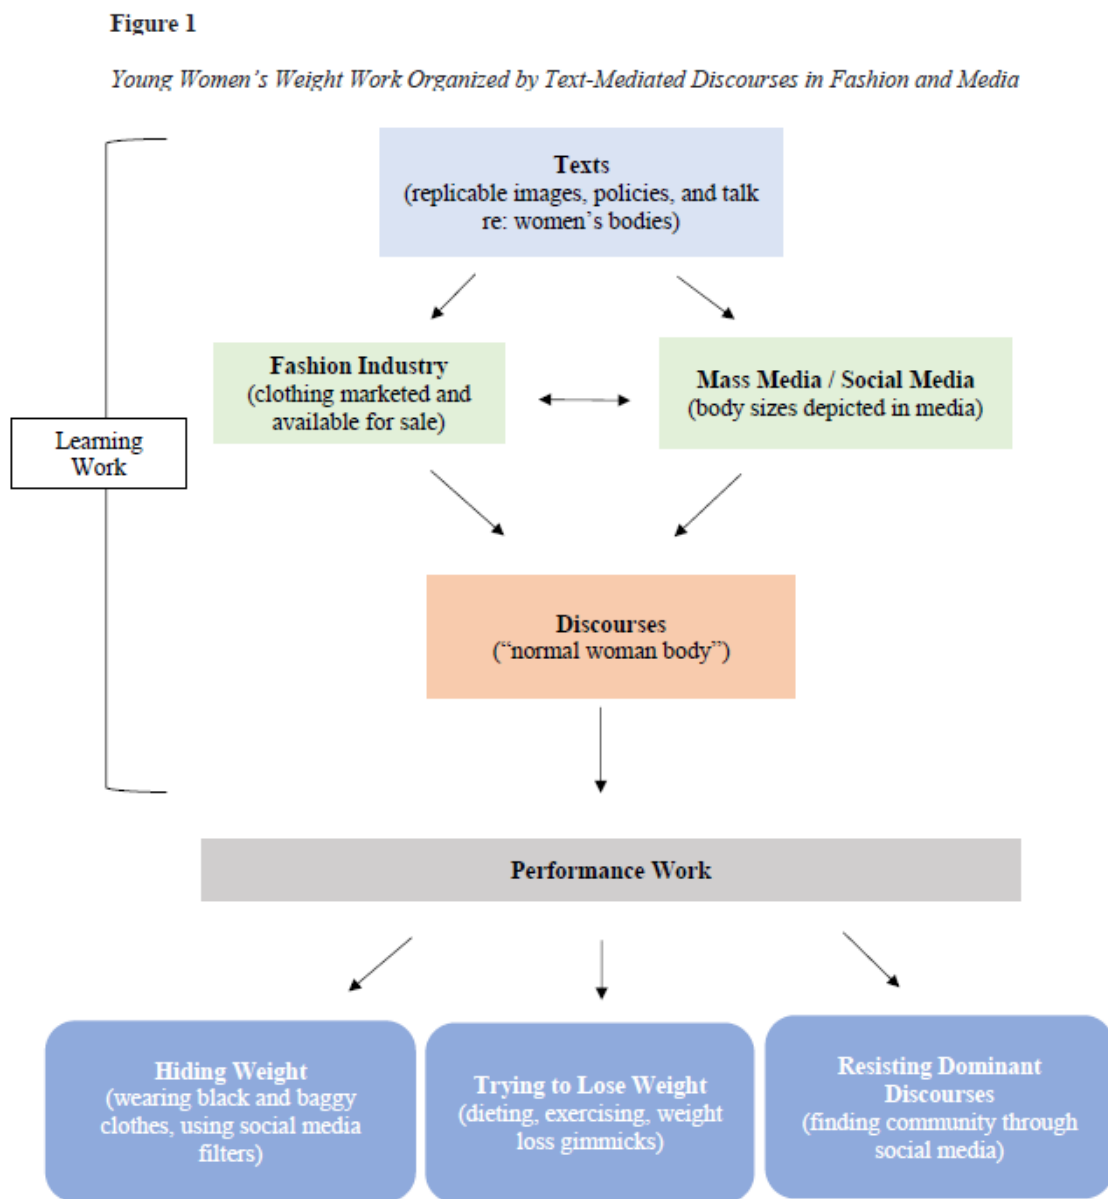 Figure 1
Young Women's Weight Work Organized by Text-Mediated Discourses in Fashion and Media
Texts
(replicable images, policies, and talk
re: women's bodies)
Fashion Industry
(clothing marketed and
available for sale)
Mass Media / Social Media
(body sizes depicted in media)
Learning
Work
Discourses
("normal woman body")
Performance Work
Hiding Weight
(wearing black and baggy
clothes, using social media
filters)
Trying to Lose Weight
(dieting, exercising, weight
loss gimmicks)
Resisting Dominant
Discourses
(finding community through
social media)